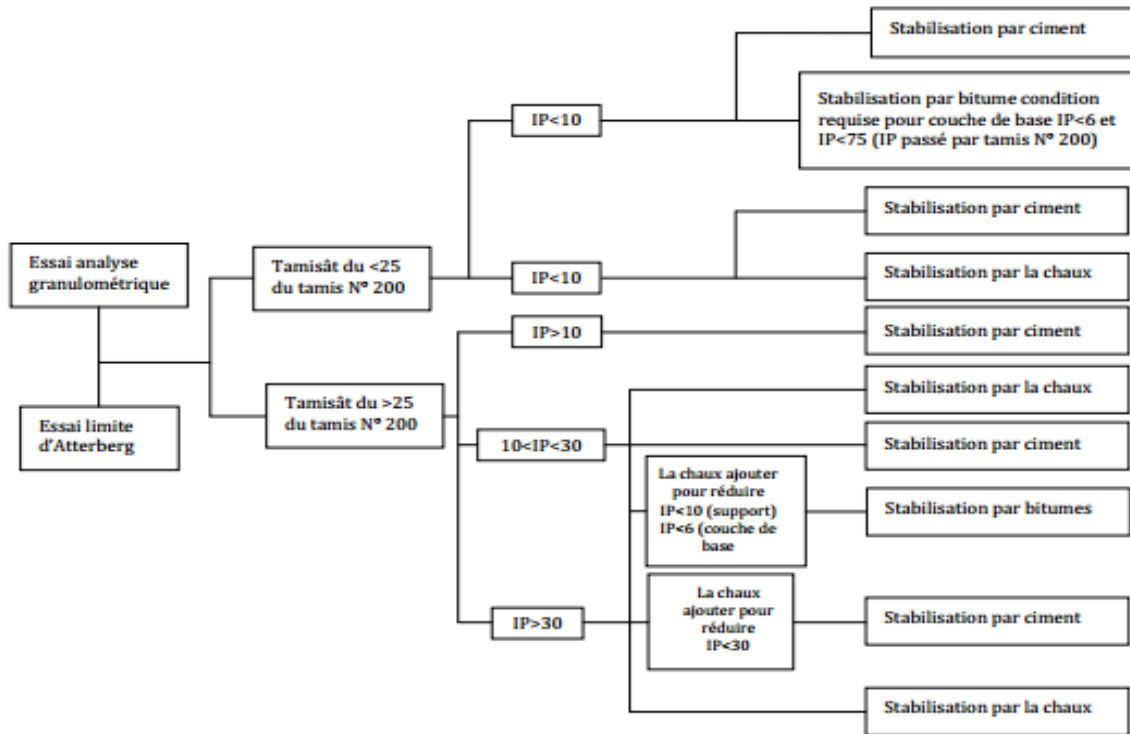 Stabilisation par ciment
Stabilisation par bitume condition
requise pour couche de base IP<6 et
IP<75 (IP passé par tamis N° 200)
IP<10
Stabilisation par ciment
Essai analyse
granulométrique
Tamisât du <25
du tamis N° 200
IP<10
Stabilisation par la chaux
IP>10
Stabilisation par ciment
Essai limite
d'Atterberg
Tamisât du >25
du tamis N° 200
Stabilisation par la chaux
10<IP<30
Stabilisation par ciment
La chaux ajouter
pour réduire
IP<10 (support)
IP<6 (couche de
base
Stabilisation par bitumes
IP>30
La chaux
ajouter pour
réduire
IP<30
Stabilisation par ciment
Stabilisation par la chaux